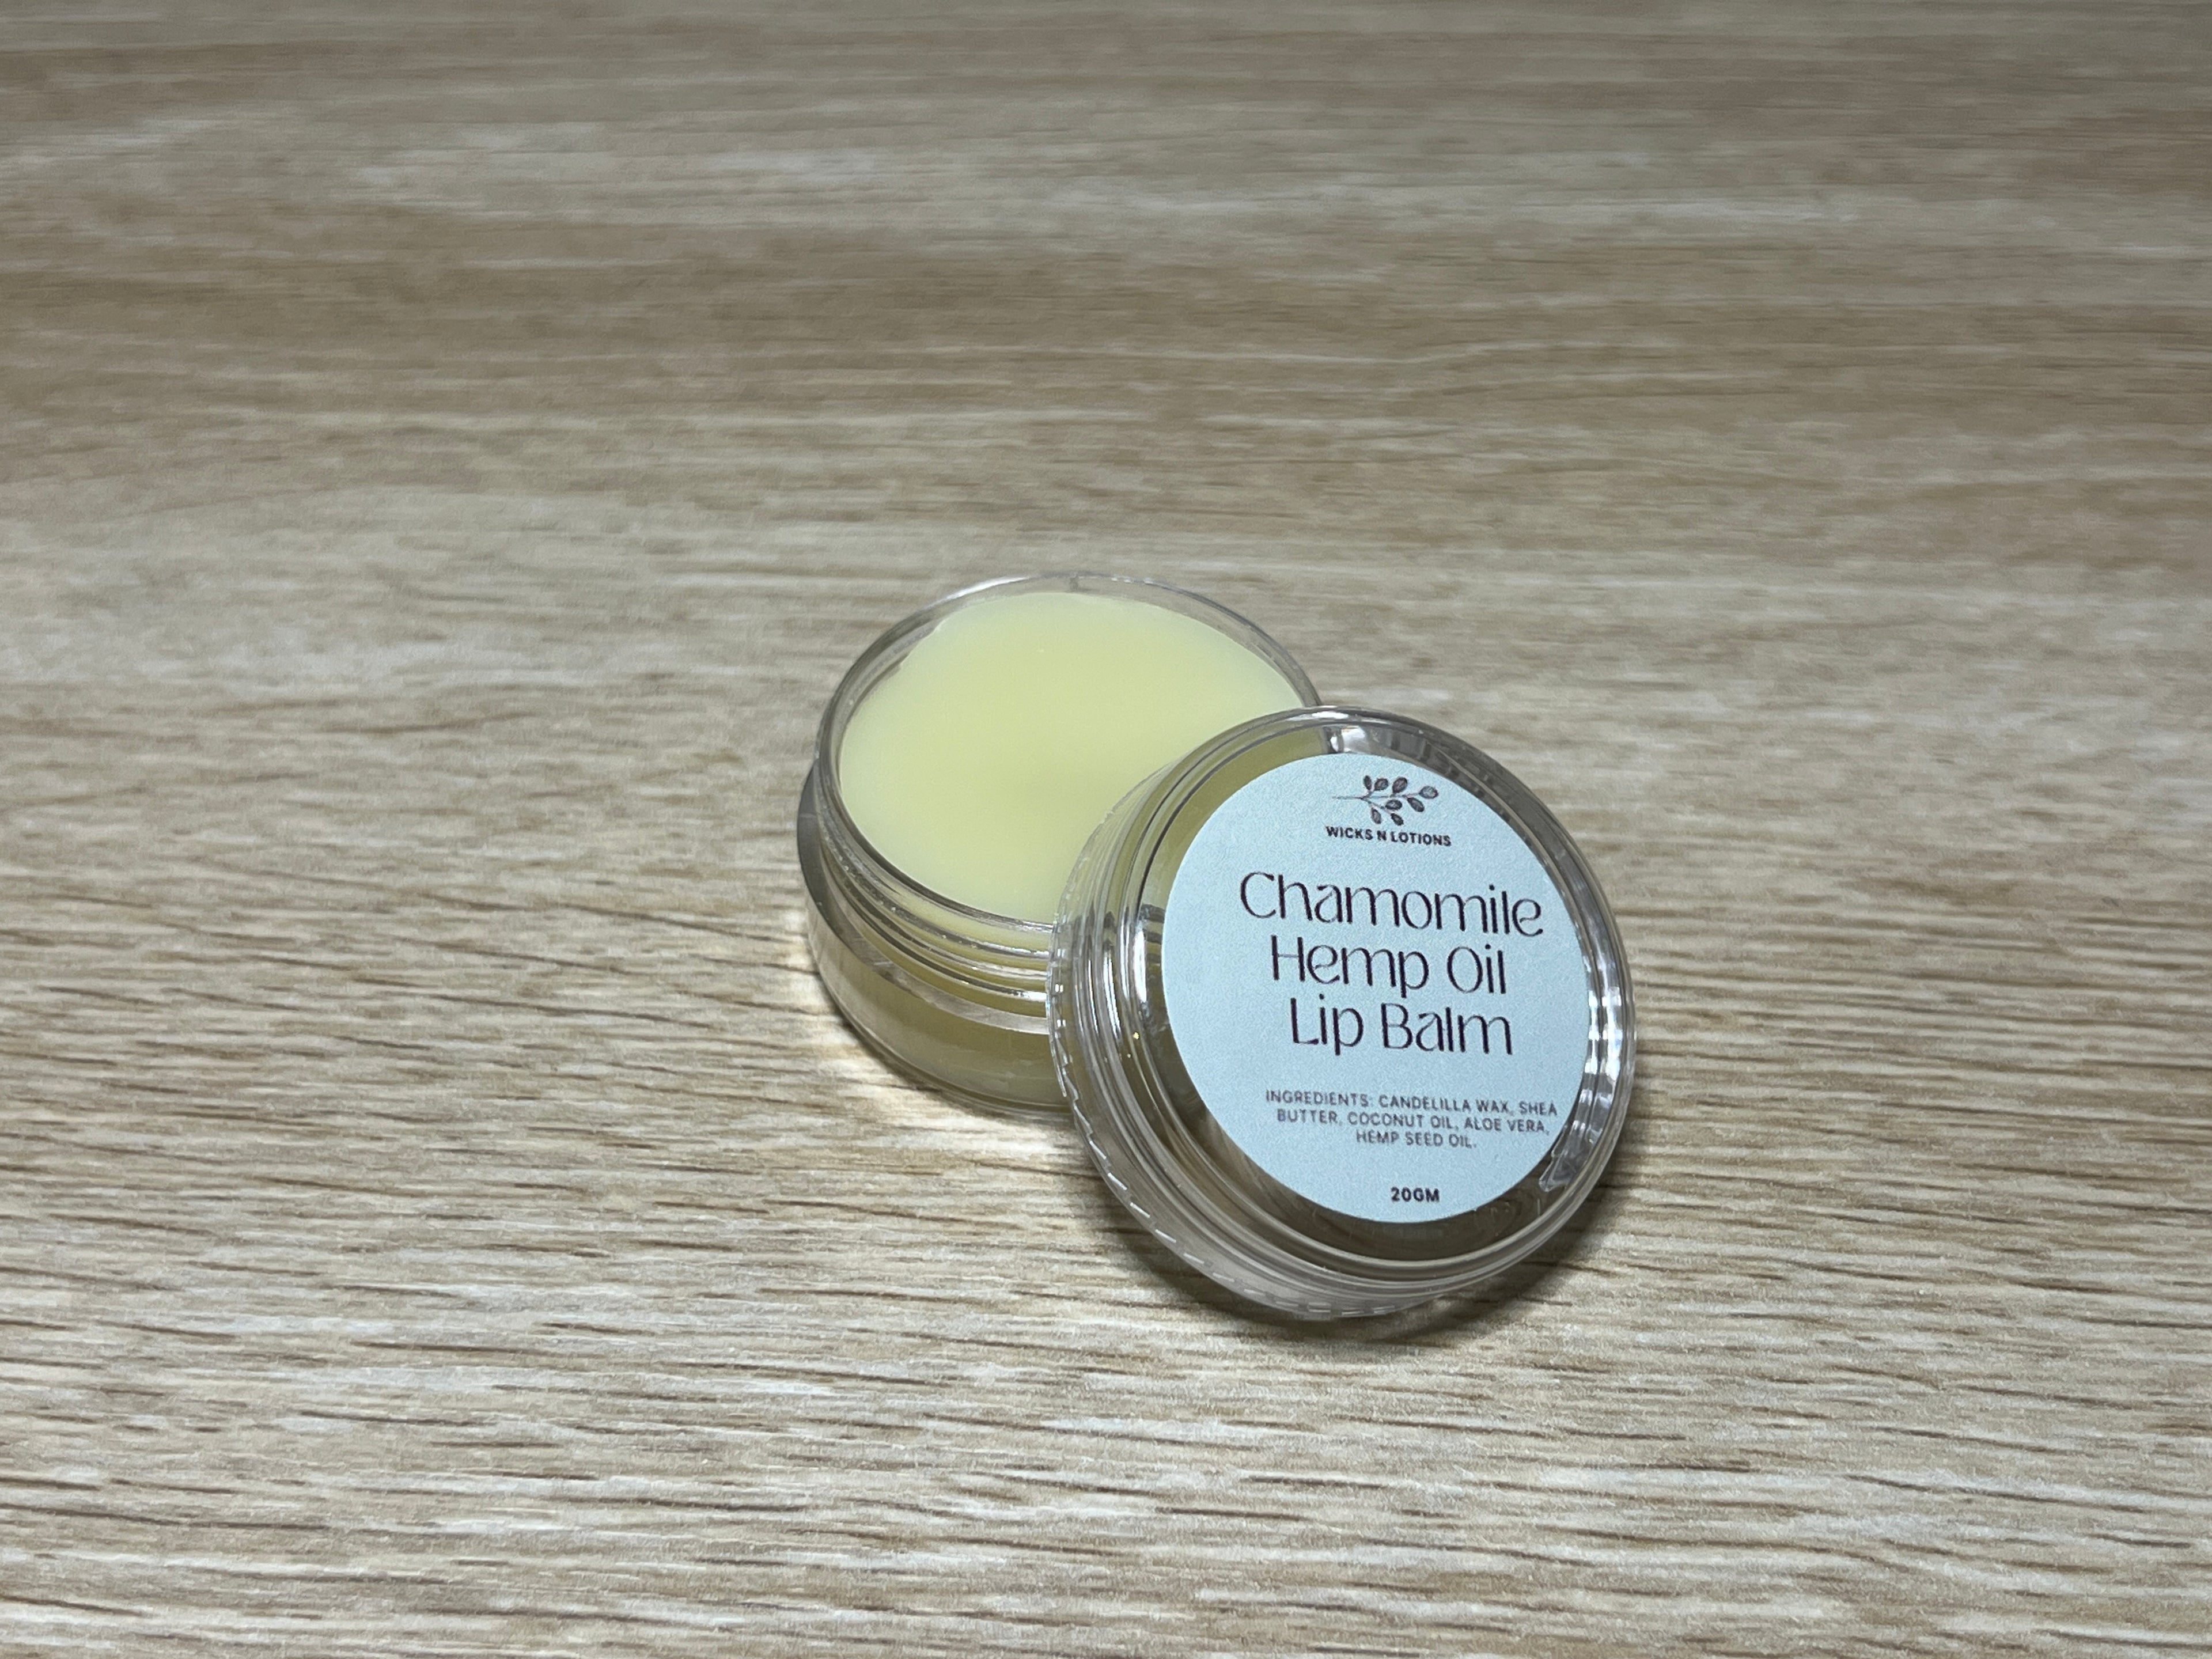 WICKS N LOTIONS
Chamomile
Hemp Oil
Lip Balm
INGREDIENTS: CANDELILLA WAX, SHEA
BUTTER, COCONUT OIL, ALOE VERA,
HEMP SEED OIL.
20GM